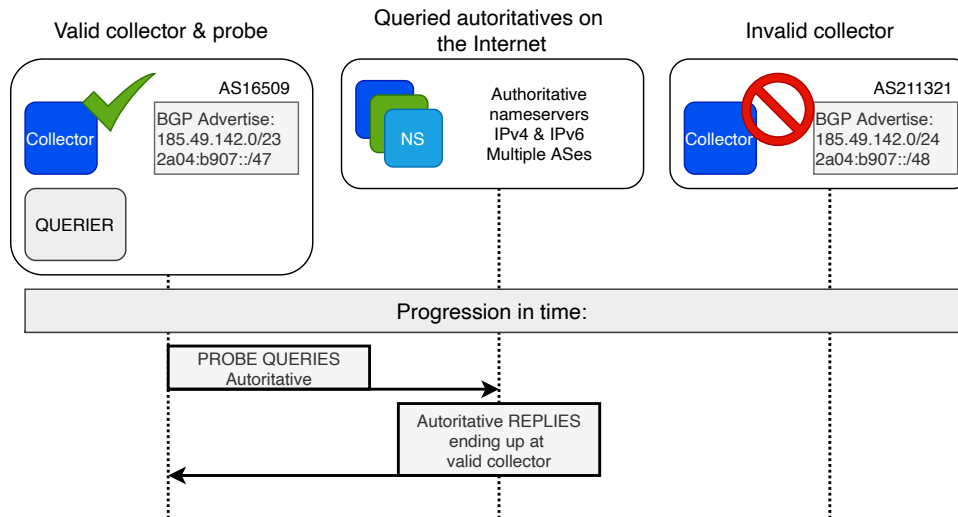 Valid collector & probe
Queried autoritatives on
the Internet
Invalid collector
AS16509
Collector
BGP Advertise:
185.49.142.0/23
2a04:b907::/47
QUERIER
NS
Authoritative
nameservers
IPv4 & IPv6
Multiple ASes
AS211321
Collector
BGP Advertise:
185.49.142.0/24
2a04:b907::/48
Progression in time:
PROBE QUERIES
Autoritative
Autoritative REPLIES
ending up at
valid collector